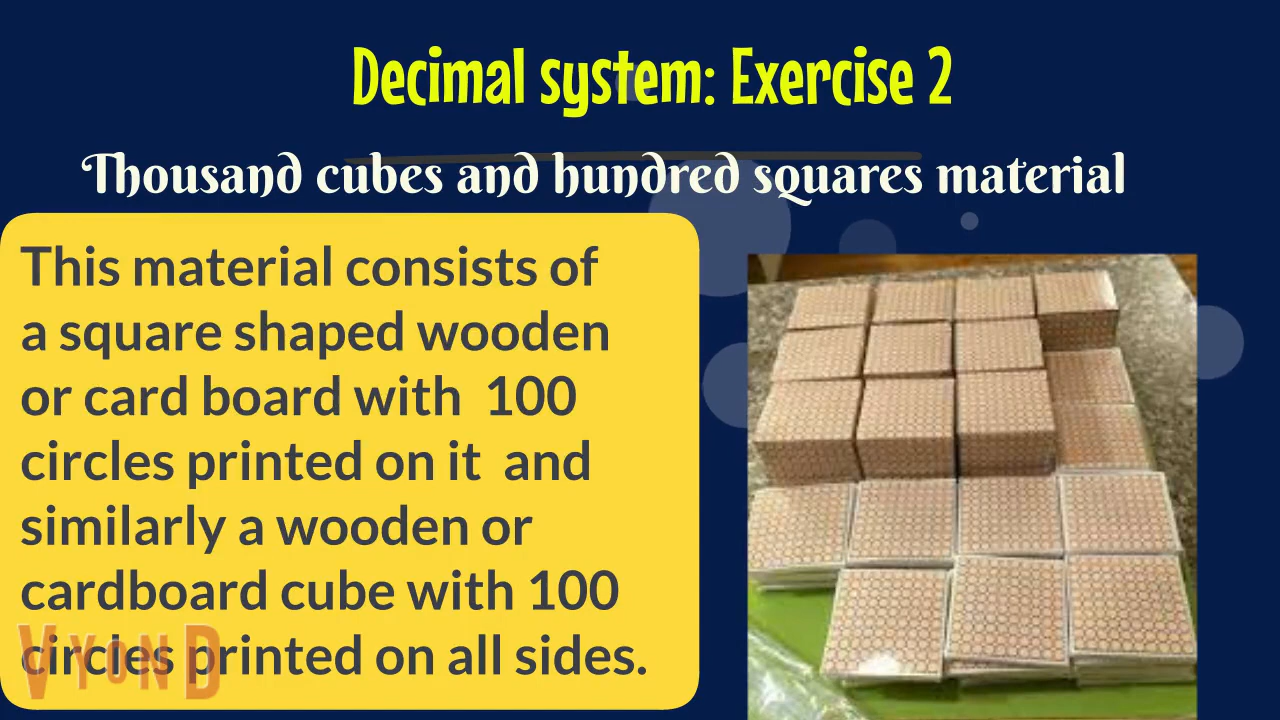 Decimal system: Exercise 2
Thousand cubes and hundred squares material
This material consists of
a square shaped wooden
or card board with 100
circles printed on it and
similarly a wooden or
cardboard cube with 100
circles printed on all sides.
VYOND